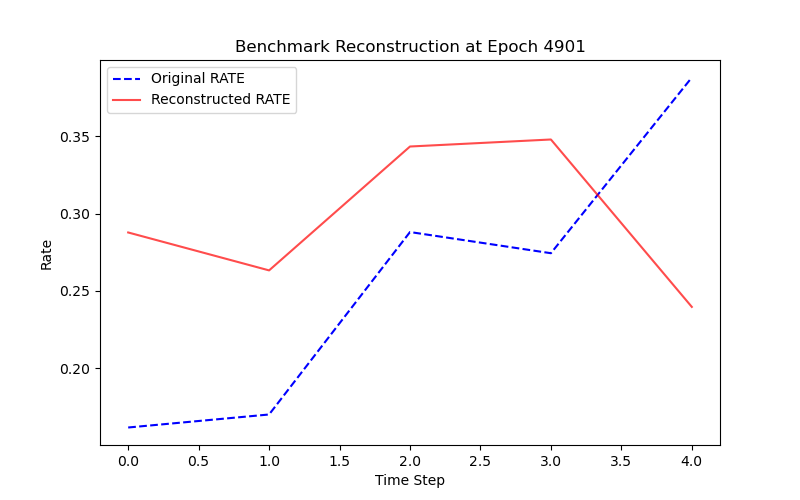 Benchmark Reconstruction at Epoch 4901
Original RATE
Reconstructed RATE
0.35
0.30
0.25
0.20
Rate
0.0 0.5 1.0 1.5 2.0 2.5 3.0 3.5 4.0
Time Step